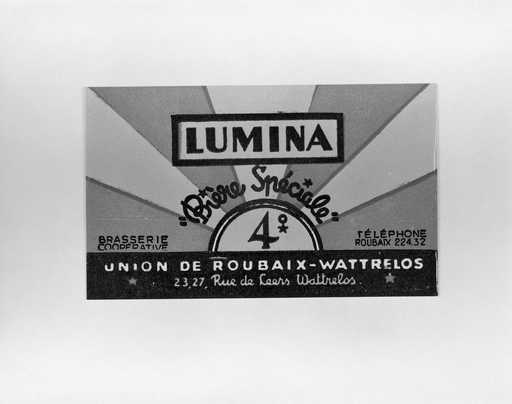 LUMINA
"Bière Spéciale"
4°
BRASSERIE
COOPÉRATIVE
TÉLÉPHONE
ROUBAIX 224.32
UNION DE ROUBAIX-WATTRELOS
23,27, Rue de Leers Wattrelos.